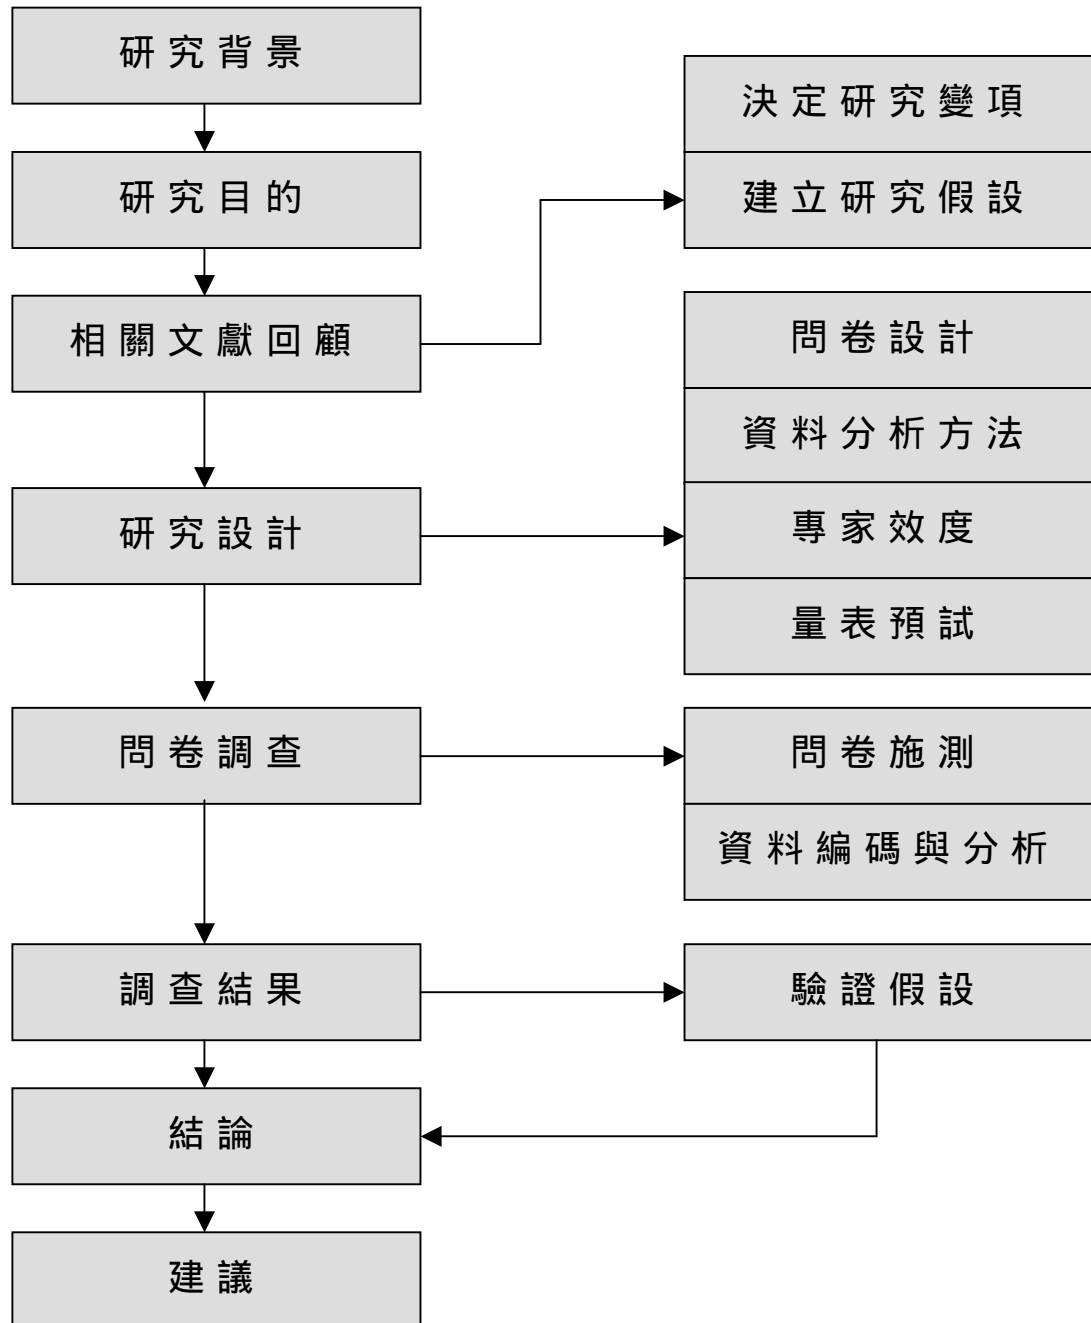 研究背景
研究目的
相關文獻回顧
研究設計
問卷調查
調查結果
結論
建議
決定研究變項
建立研究假設
問卷設計
資料分析方法
專家效度
量表預試
問卷施測
資料編碼與分析
驗證假設